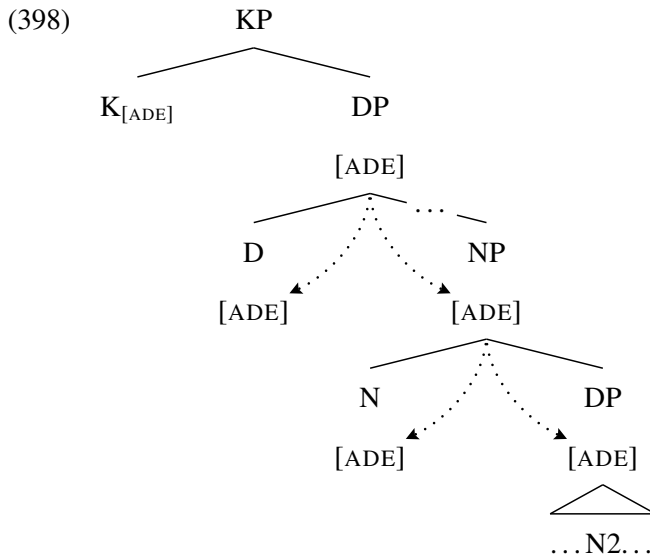 (398) KP
K[ADE] DP
[ADE]
...
D NP
[ADE] [ADE]
N DP
[ADE] [ADE]
...N2...